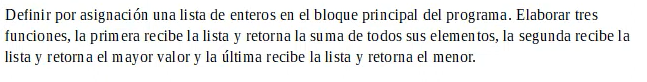 Definir por asignación una lista de enteros en el bloque principal del programa. Elaborar tres
funciones, la primera recibe la lista y retorna la suma de todos sus elementos, la segunda recibe la
lista y retorna el mayor valor y la última recibe la lista y retorna el menor.